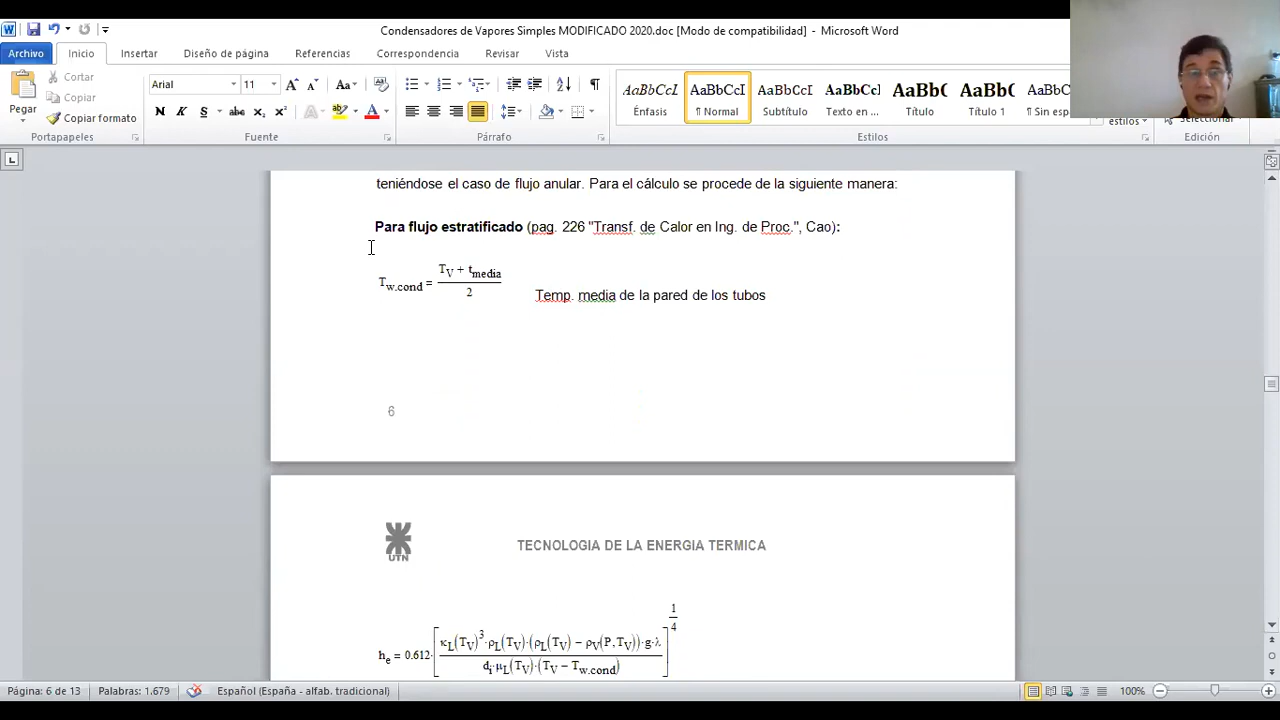 Condensadores de Vapores Simples MODIFICADO 2020.doc [Modo de compatibilidad] - Microsoft Word
Archivo Inicio Insertar Diseño de página Referencias Correspondencia Revisar Vista
Pegar
Cortar
Copiar
Copiar formato
Portapapeles
Arial 11
N K S abc x₂ x² A ab A
Fuente
Párrafo
AaBbCcI AaBbCcI AaBbCcI AaBbCcI AaBbC AaBbC AaBbCc
Énfasis ¶ Normal Subtítulo Texto en ... Título Título 1 ¶ Sin esp
estilos
Estilos
Edición
teniéndose el caso de flujo anular. Para el cálculo se procede de la siguiente manera:
Para flujo estratificado (pag. 226 "Transf. de Calor en Ing. de Proc.", Cao):
T_w.cond = (T_V + t_media) / 2
Temp. media de la pared de los tubos
6
UTN
TECNOLOGIA DE LA ENERGIA TERMICA
h_e = 0.612·[κ_L(T_V)^3·ρ_L(T_V)·(ρ_L(T_V) − ρ_V(P,T_V))·g·λ / d_i·μ_L(T_V)·(T_V − T_w.cond)]^(1/4)
Página: 6 de 13 Palabras: 1.679 Español (España - alfab. tradicional) 100%